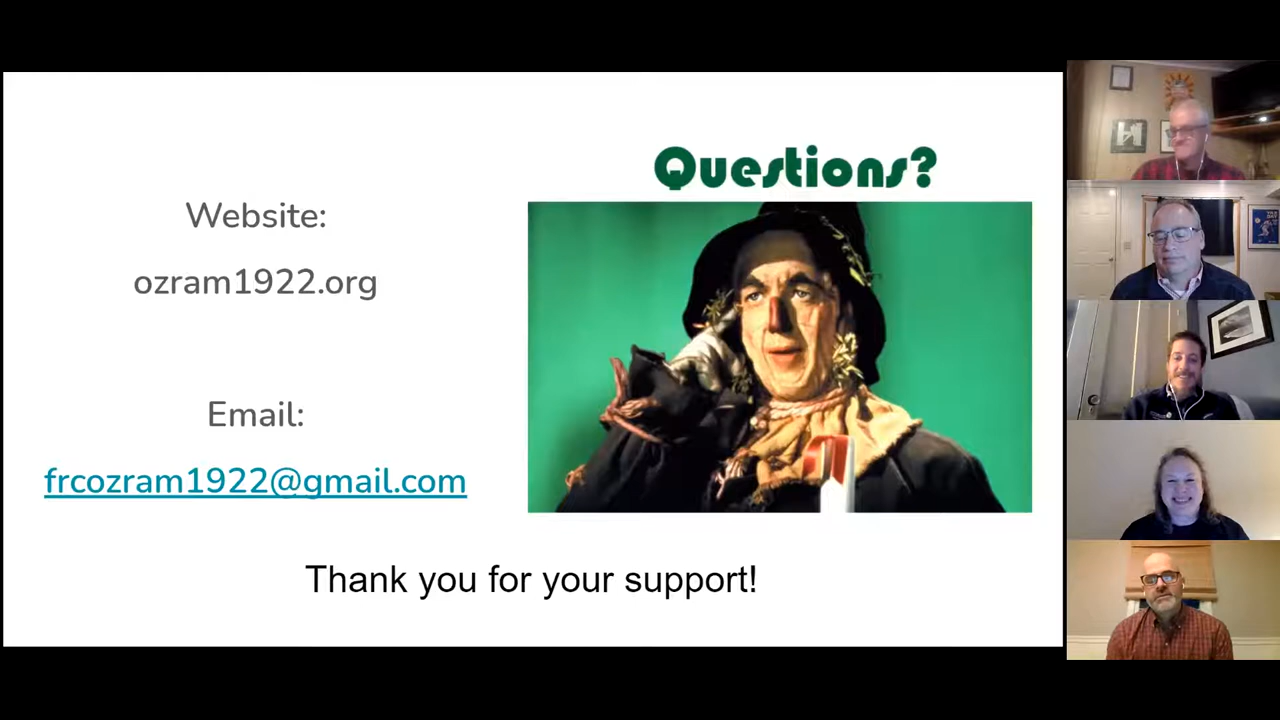 Questions?
Website:
ozram1922.org
Email:
frcozram1922@gmail.com
Thank you for your support!